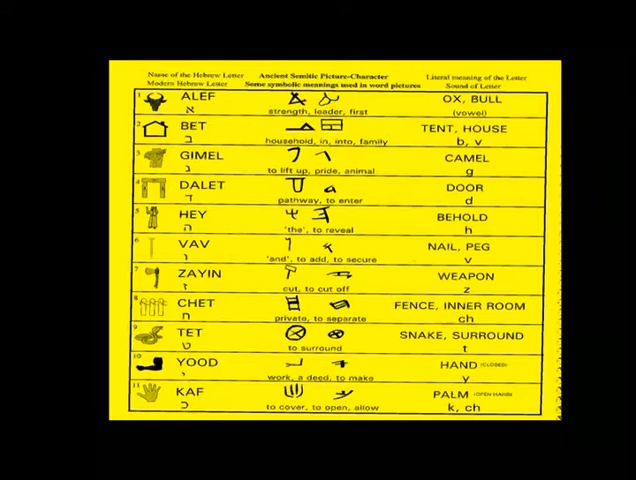 Name of the Hebrew Letter Ancient Semitic Picture-Character Literal meaning of the Letter
Modern Hebrew Letter Some symbolic meanings used in word pictures Sound of Letter
1 ALEF OX, BULL
א strength, leader, first (vowel)
2 BET TENT, HOUSE
ב household, in, into, family b, v
3 GIMEL CAMEL
ג to lift up, pride, animal g
4 DALET DOOR
ד pathway, to enter d
5 HEY BEHOLD
ה 'the', to reveal h
6 VAV NAIL, PEG
ו 'and', to add, to secure v
7 ZAYIN WEAPON
ז cut, to cut off z
8 CHET FENCE, INNER ROOM
ח private, to separate ch
9 TET SNAKE, SURROUND
ט to surround t
10 YOOD HAND (CLOSED)
י work, a deed, to make y
11 KAF PALM (OPEN HAND)
כ to cover, to open, allow k, ch